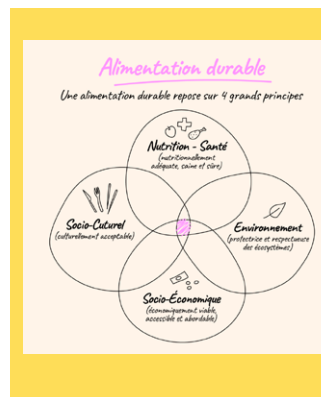 Alimentation durable
Une alimentation durable repose sur 4 grands principes
Nutrition - Santé
(nutritionnellement
adéquate, saine et sûre)
Socio-Cuturel
(culturellement acceptable)
Environnement
(protectrice et respectueuse
des écosystèmes)
Socio-Économique
(économiquement viable,
accessible et abordable)